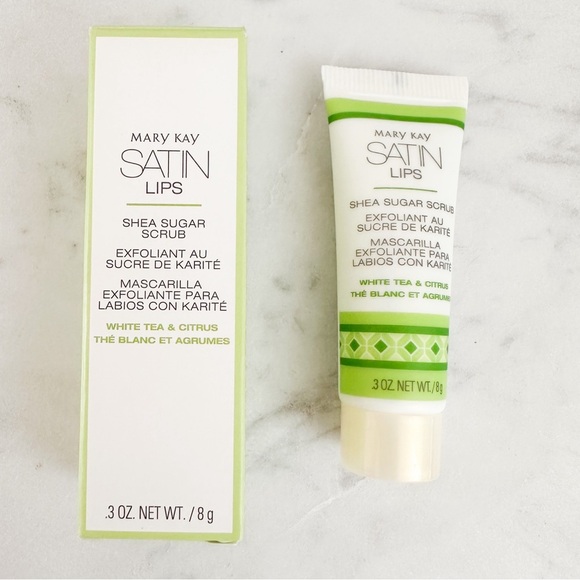 MARY KAY
SATIN
LIPS
SHEA SUGAR
SCRUB
EXFOLIANT AU
SUCRE DE KARITÉ
MASCARILLA
EXFOLIANTE PARA
LABIOS CON KARITÉ
WHITE TEA & CITRUS
THÉ BLANC ET AGRUMES
.3 OZ. NET WT. / 8 g
MARY KAY
SATIN
LIPS
SHEA SUGAR SCRUB
EXFOLIANT AU
SUCRE DE KARITÉ
MASCARILLA
EXFOLIANTE PARA
LABIOS CON KARITÉ
WHITE TEA & CITRUS
THÉ BLANC ET AGRUMES
.3 OZ. NET WT. / 8 g